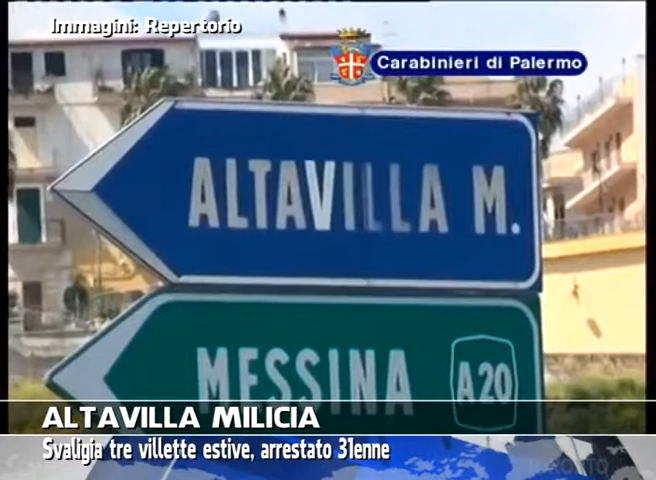 Immagini: Repertorio
Carabinieri di Palermo
ALTAVILLA M.
MESSINA A20
ALTAVILLA MILICIA
Svaligia tre villette estive, arrestato 31enne